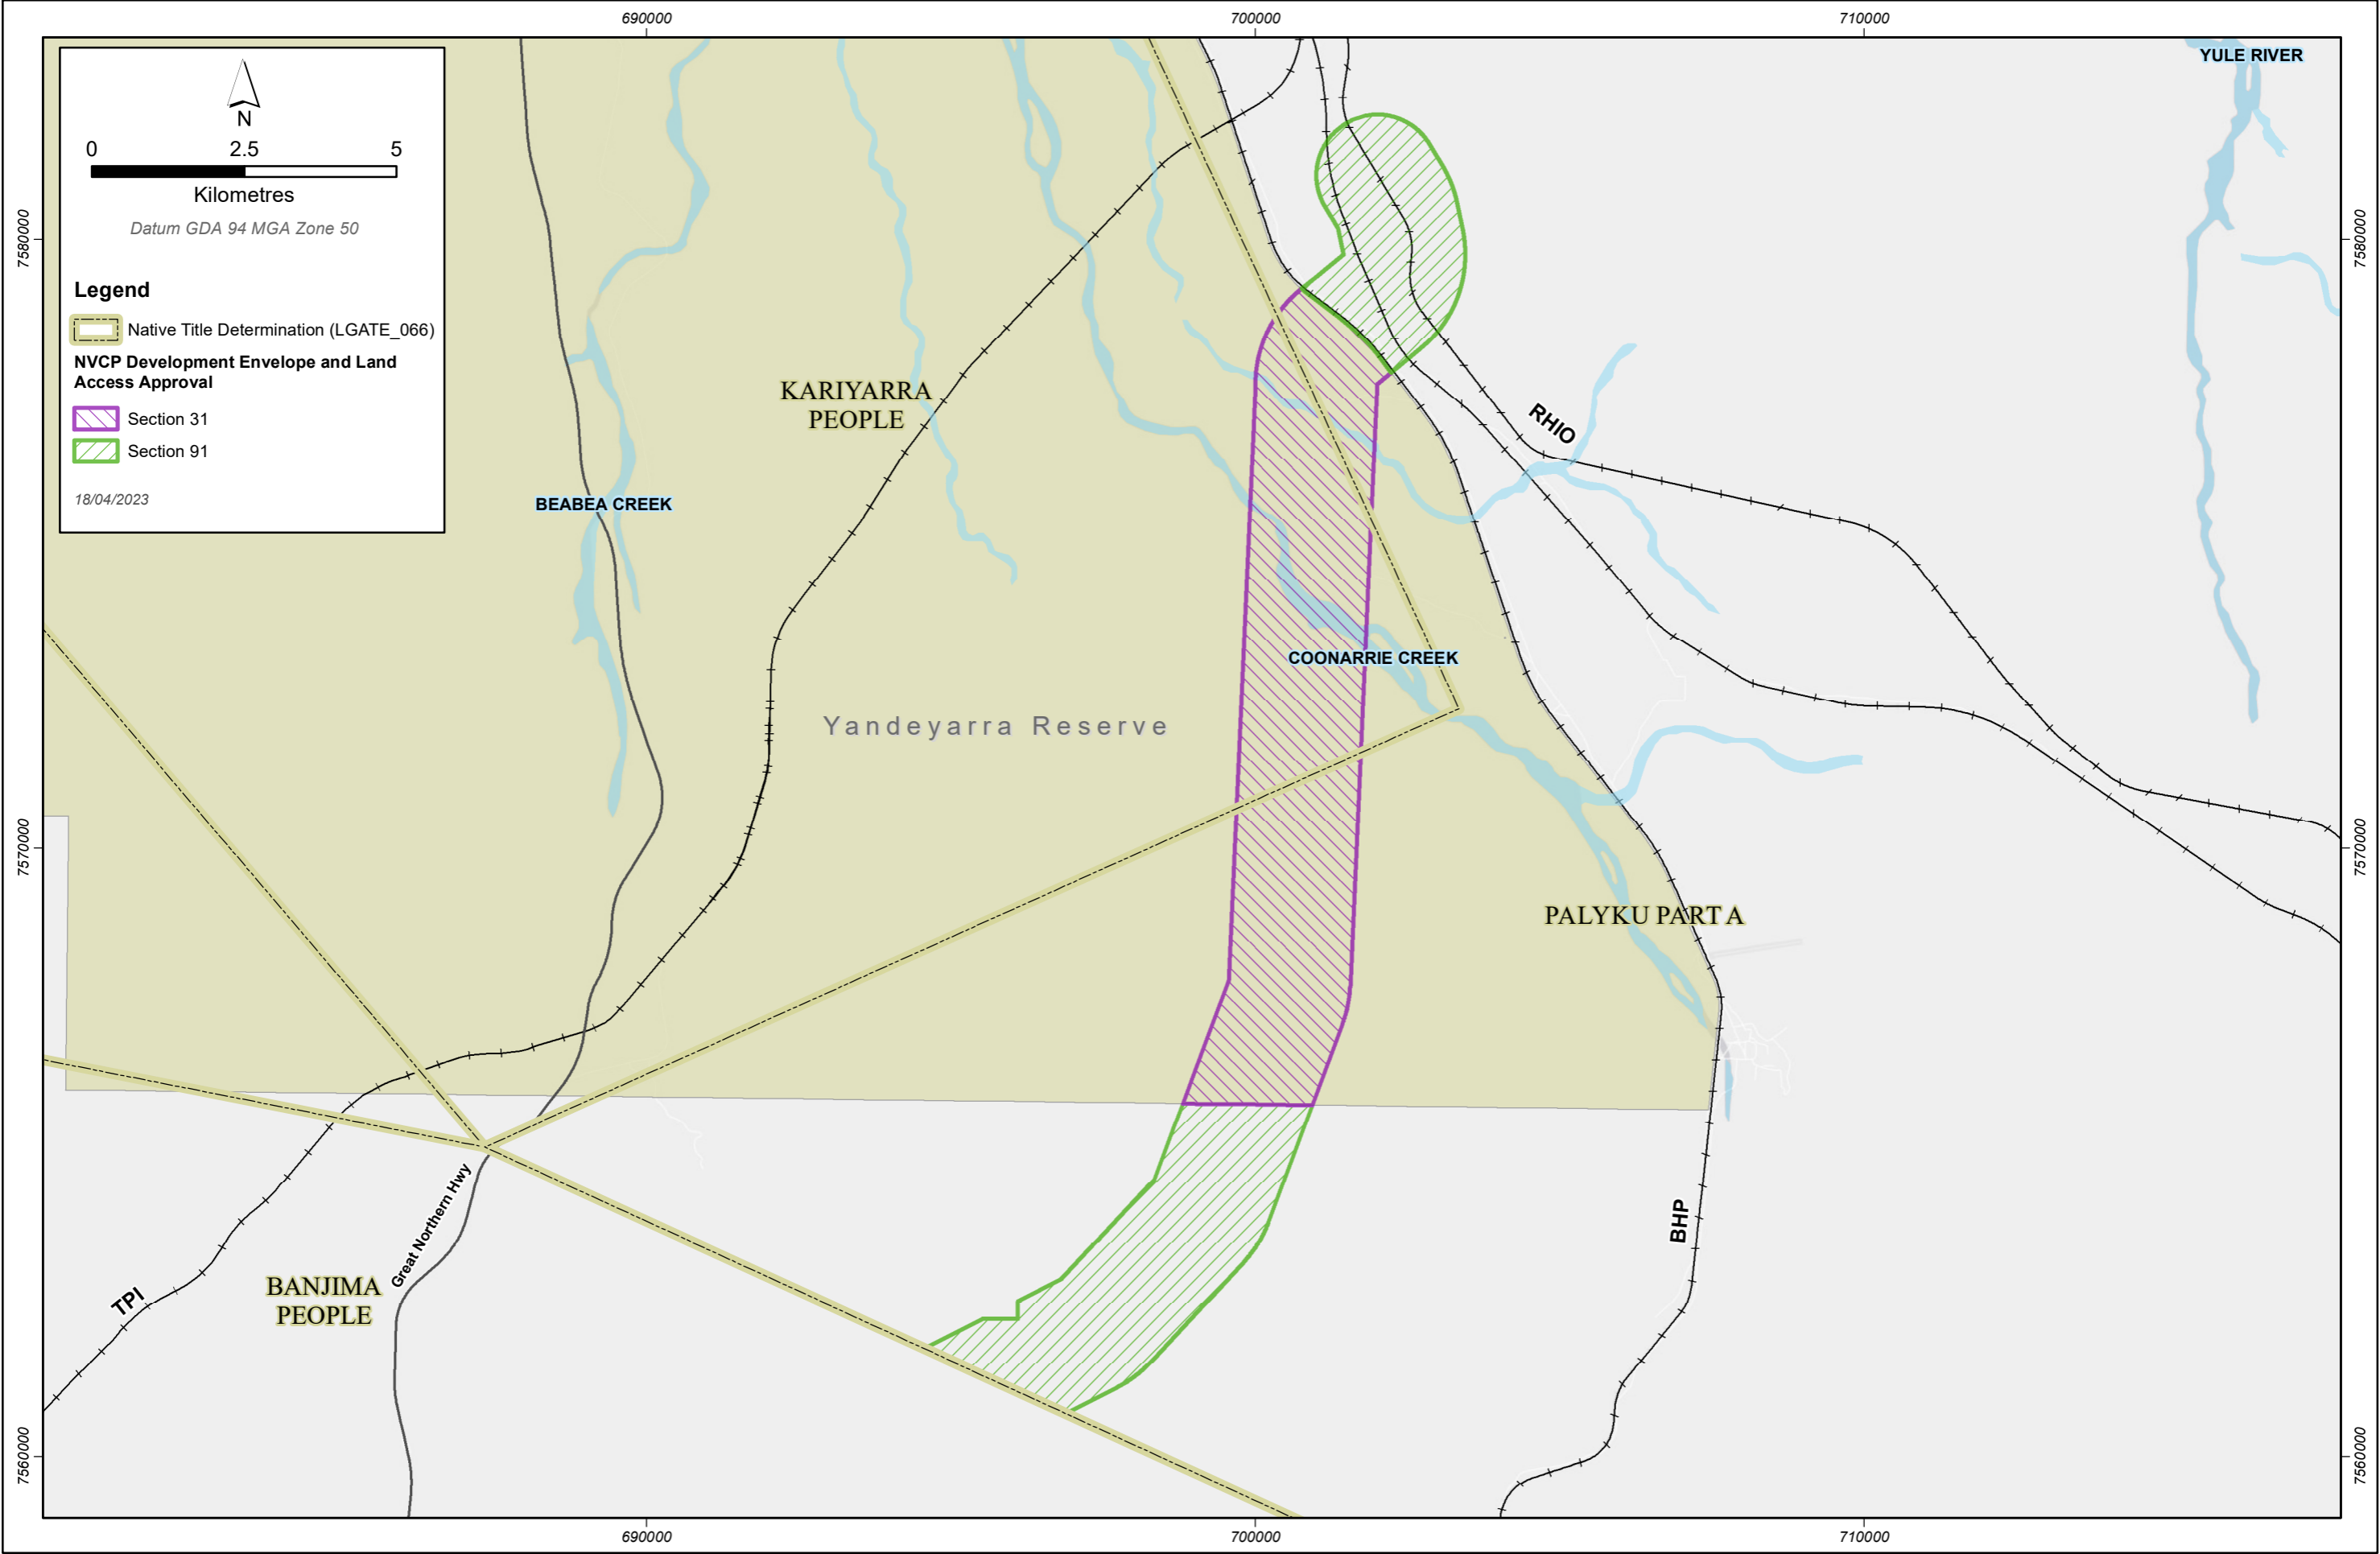 690000
700000
710000
YULE RIVER
N
0 2.5 5
Kilometres
Datum GDA 94 MGA Zone 50
Legend
Native Title Determination (LGATE_066)
NVCP Development Envelope and Land
Access Approval
Section 31
Section 91
18/04/2023
7580000
7580000
KARIYARRA
PEOPLE
RHIO
BEABEA CREEK
COONARRIE CREEK
Yandeyarra Reserve
7570000
7570000
PALYKU PART A
Great Northern Hwy
BHP
TPI
BANJIMA
PEOPLE
7560000
7560000
690000
700000
710000